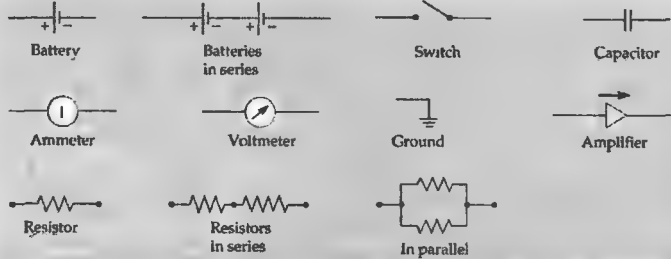 + −
+ − + −
Battery
Batteries
in series
Switch
Capacitor
I
Ammeter
Voltmeter
Ground
Amplifier
Resistor
Resistors
in series
In parallel